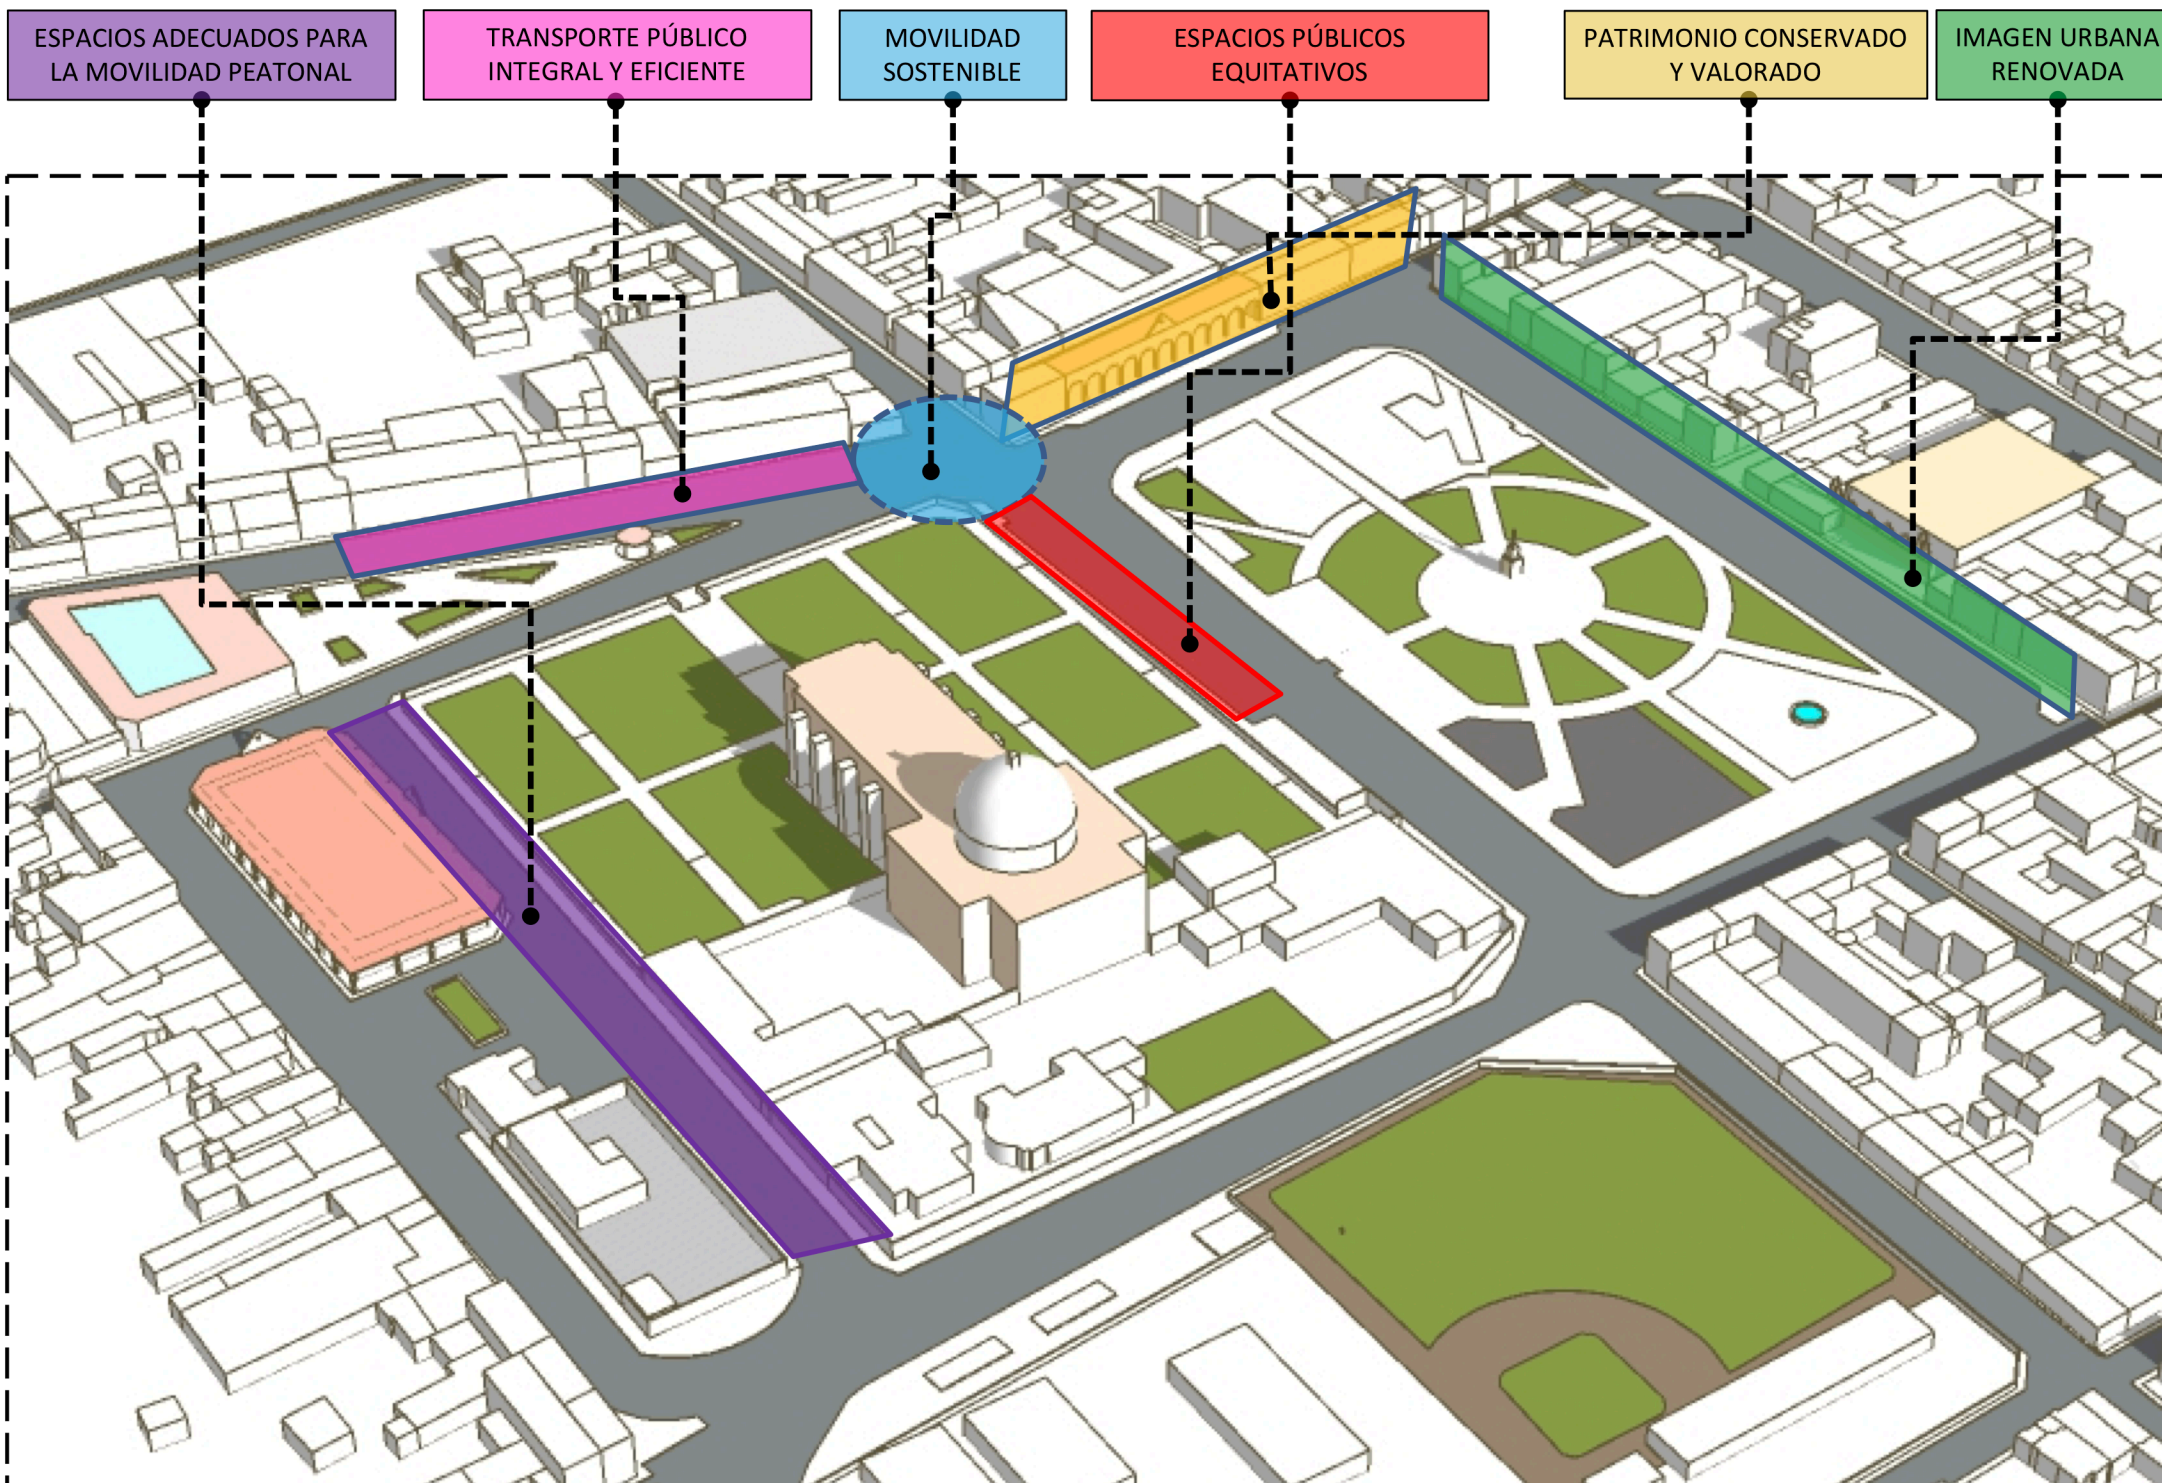 ESPACIOS ADECUADOS PARA
LA MOVILIDAD PEATONAL
TRANSPORTE PÚBLICO
INTEGRAL Y EFICIENTE
MOVILIDAD
SOSTENIBLE
ESPACIOS PÚBLICOS
EQUITATIVOS
PATRIMONIO CONSERVADO
Y VALORADO
IMAGEN URBANA
RENOVADA